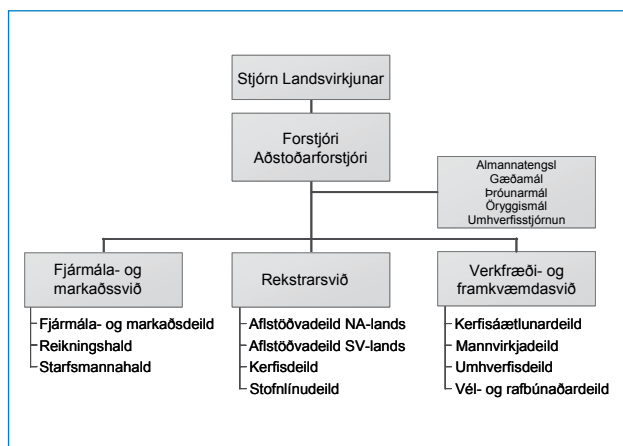 Stjórn Landsvirkjunar
Forstjóri
Aðstoðarforstjóri
Almannatengsl
Gæðamál
Þróunarmál
Öryggismál
Umhverfisstjórnun
Fjármála- og
markaðssvið
Fjármála- og markaðsdeild
Reikningshald
Starfsmannahald
Rekstrarsvið
Aflstöðvadeild NA-lands
Aflstöðvadeild SV-lands
Kerfisdeild
Stofnlínudeild
Verkfræði- og
framkvæmdasvið
Kerfisáætlunardeild
Mannvirkjadeild
Umhverfisdeild
Vél- og rafbúnaðardeild